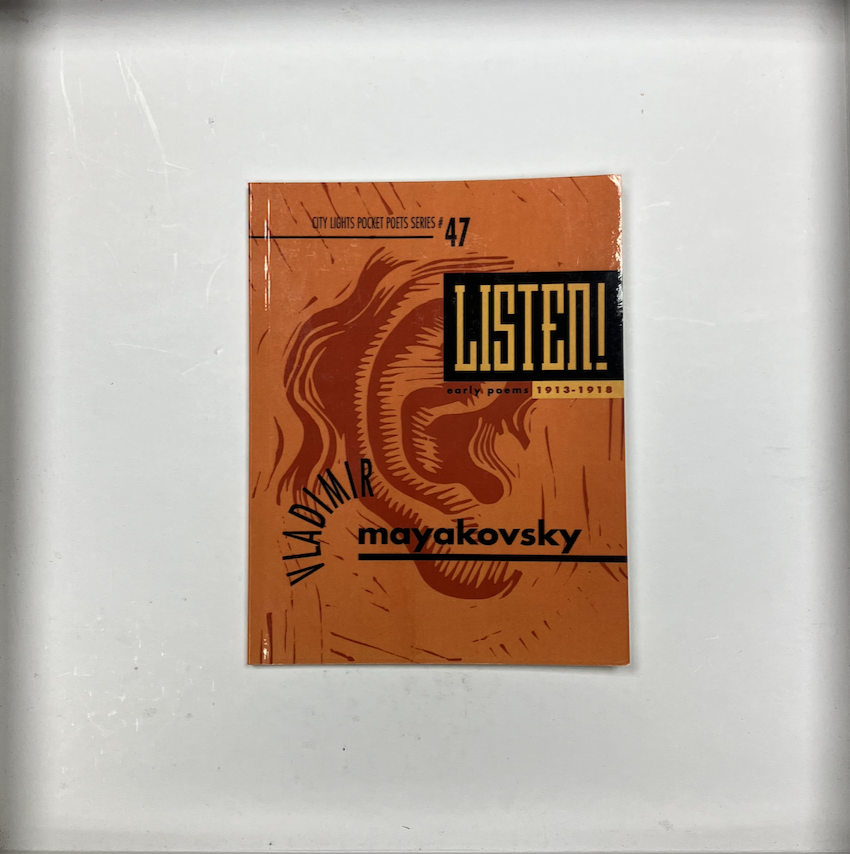 CITY LIGHTS POCKET POETS SERIES # 47
LISTEN!
early poems 1913-1918
VLADIMIR
mayakovsky